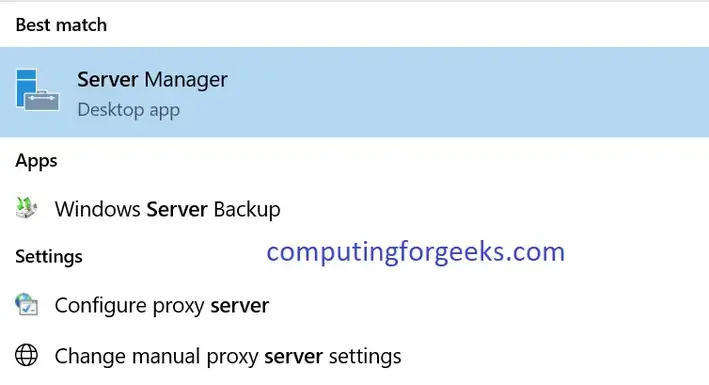 Best match
Server Manager
Desktop app
Apps
Windows Server Backup
Settings
computingforgeeks.com
Configure proxy server
Change manual proxy server settings